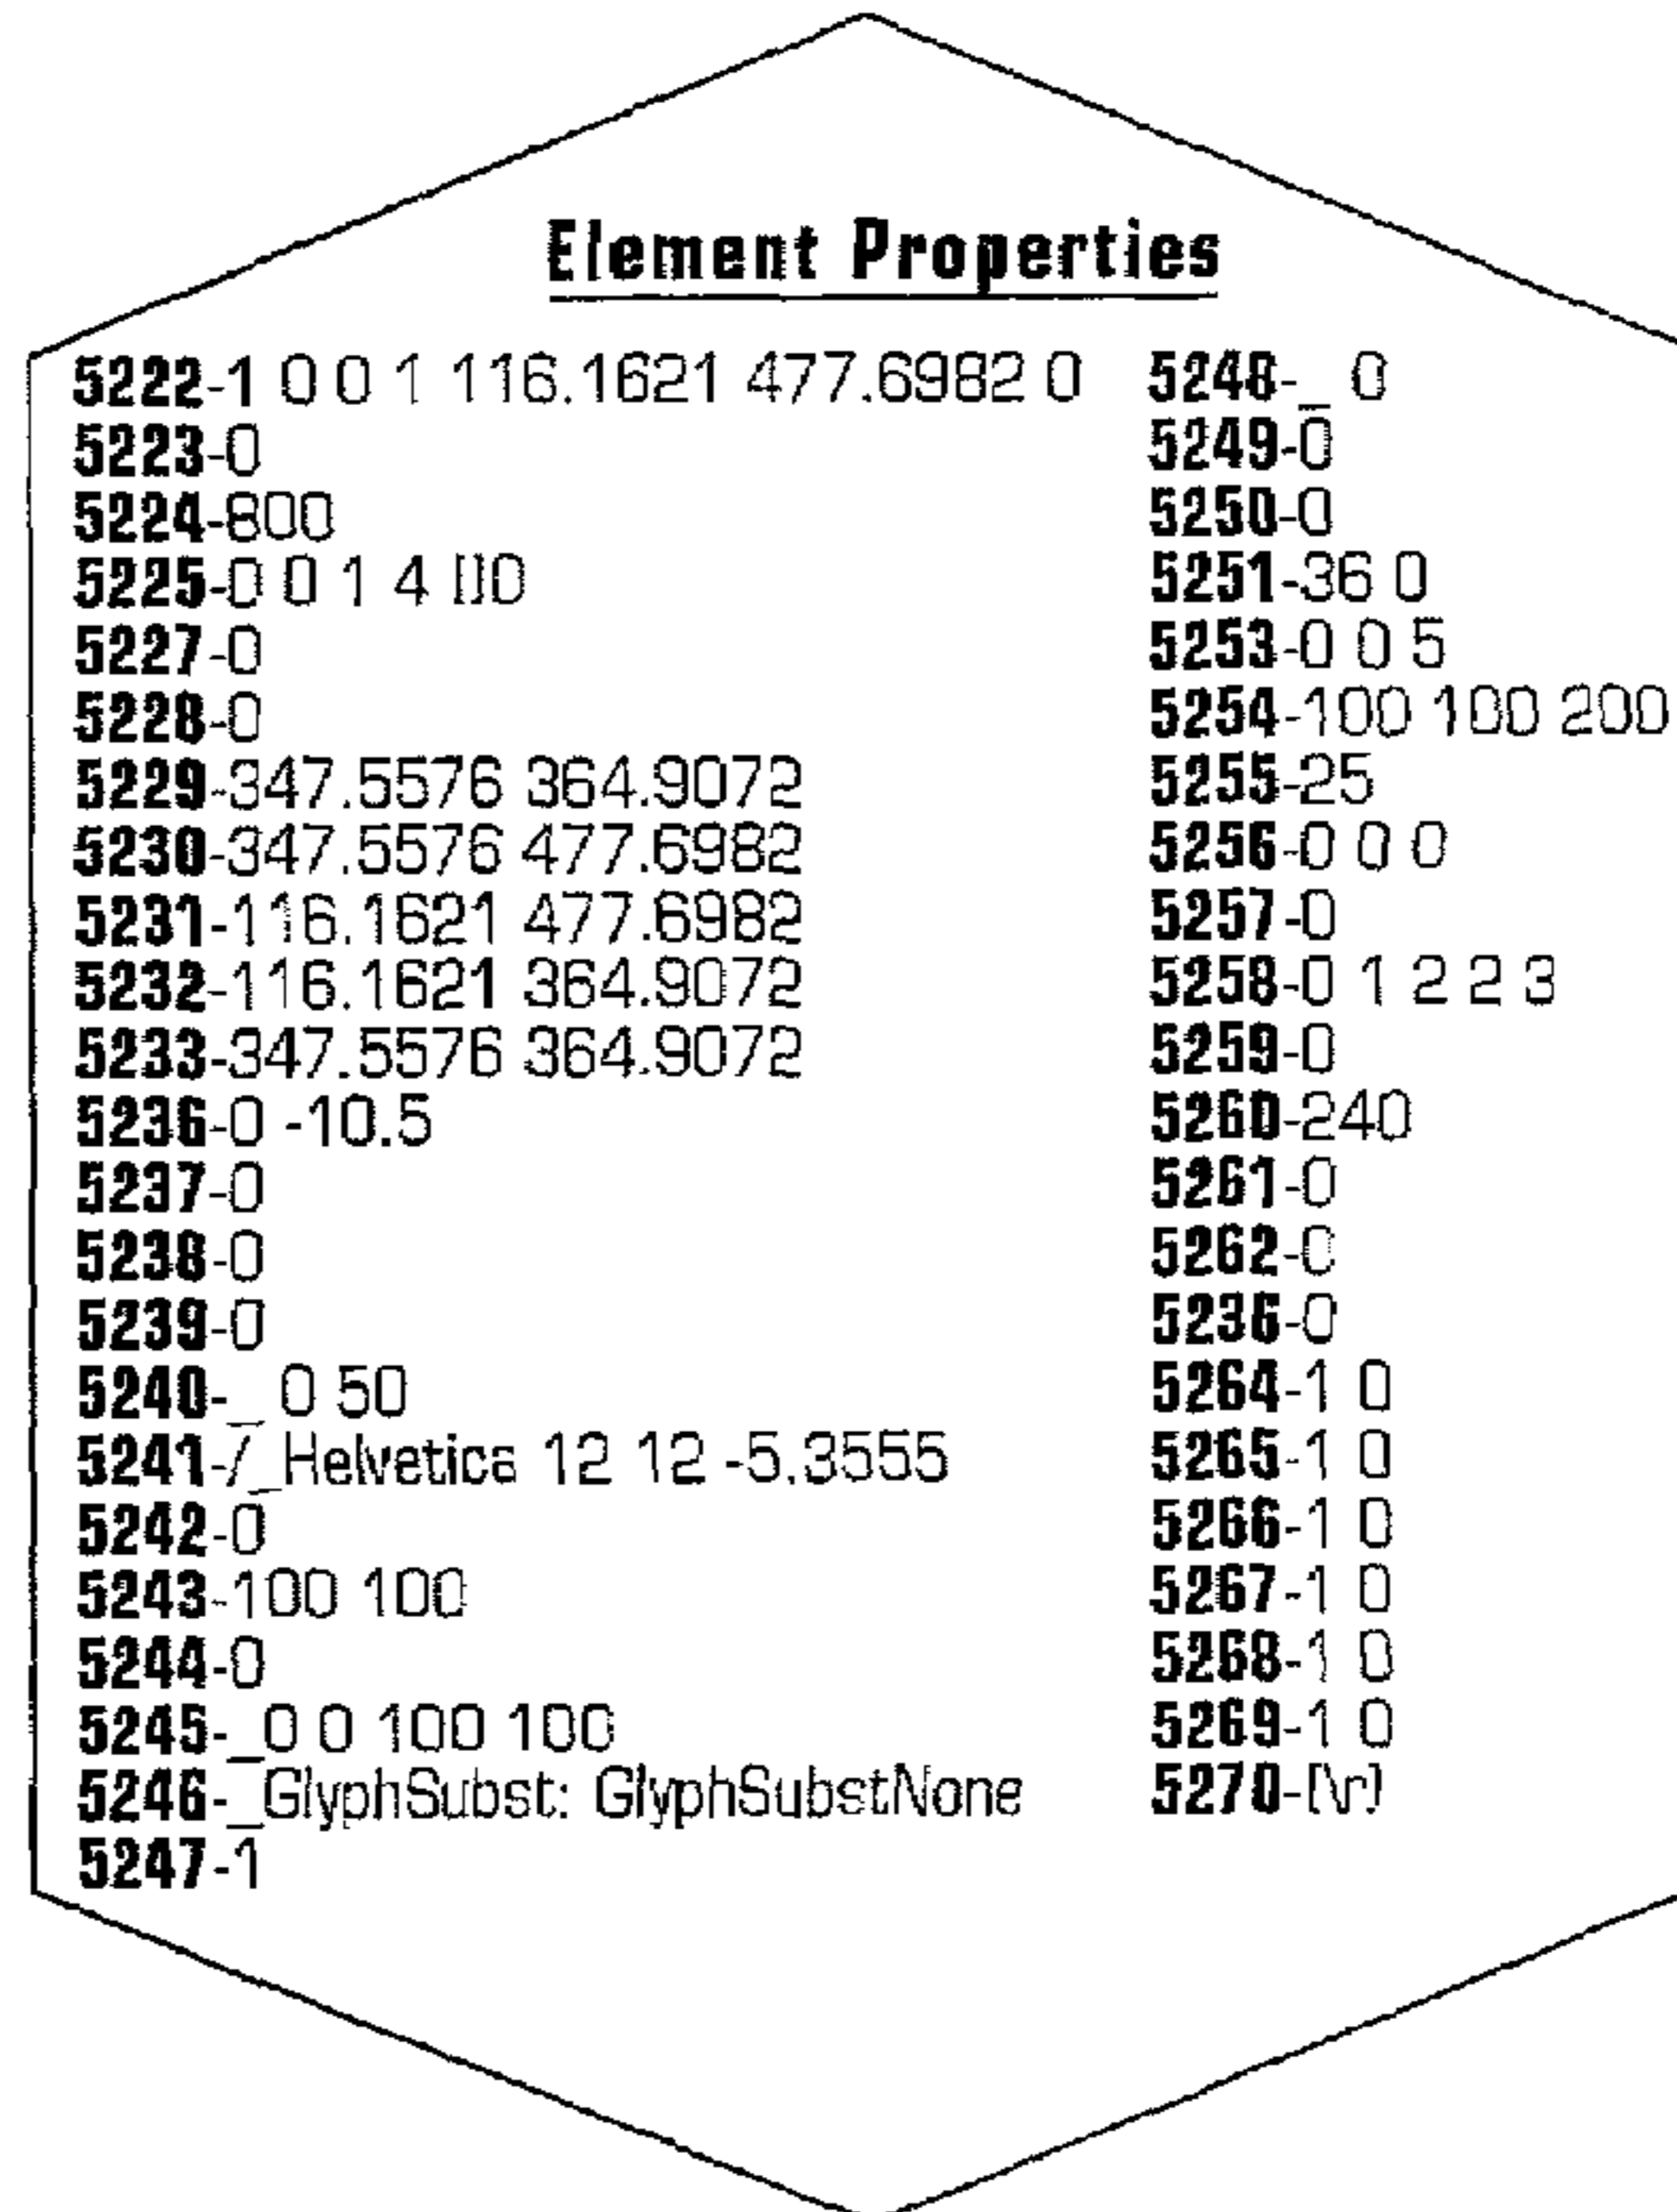 Element Properties
5222-1 0 0 1 116.1621 477.6982 0
5223-0
5224-800
5225-0 0 1 4 []0
5227-0
5228-0
5229-347.5576 364.9072
5230-347.5576 477.6982
5231-116.1621 477.6982
5232-116.1621 364.9072
5233-347.5576 364.9072
5236-0 -10.5
5237-0
5238-0
5239-0
5240-_ 0 50
5241-/_Helvetica 12 12 -5.3555
5242-0
5243-100 100
5244-0
5245-_0 0 100 100
5246-_GlyphSubst: GlyphSubstNone
5247-1
5248-_ 0
5249-0
5250-0
5251-36 0
5253-0 0 5
5254-100 100 200
5255-25
5256-0 0 0
5257-0
5258-0 1 2 2 3
5259-0
5260-240
5261-0
5262-0
5236-0
5264-1 0
5265-1 0
5266-1 0
5267-1 0
5268-1 0
5269-1 0
5270-[\r]